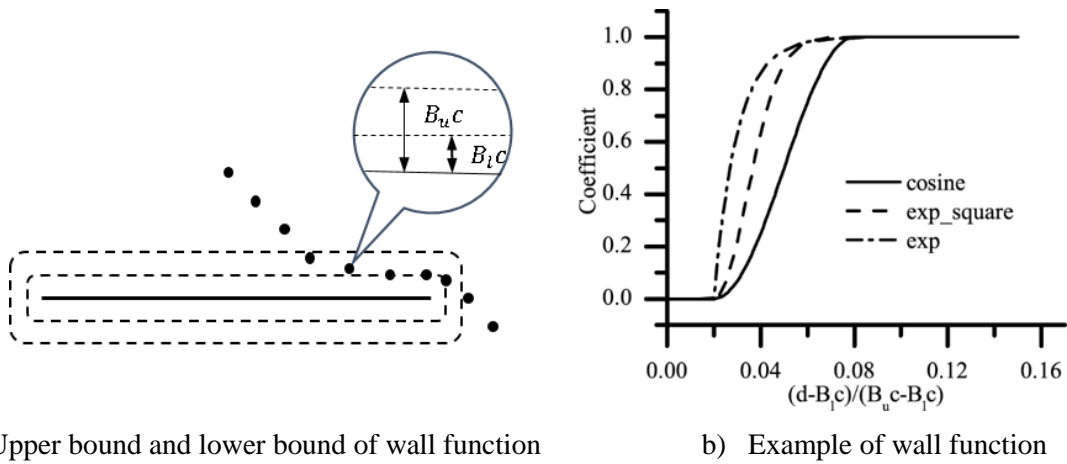 B_u c
B_l c
Upper bound and lower bound of wall function
1.0
0.8
0.6
0.4
0.2
0.0
Coefficient
cosine
exp_square
exp
0.00 0.04 0.08 0.12 0.16
(d-B_l c)/(B_u c-B_l c)
b) Example of wall function